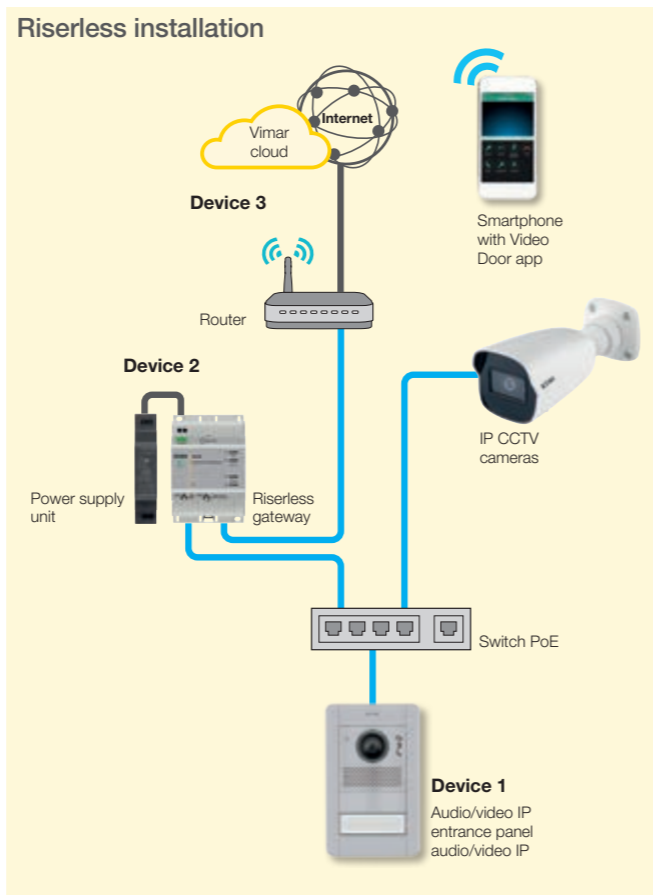 Riserless installation
Internet
Vimar
cloud
Device 3
Smartphone
with Video
Door app
Router
Device 2
IP CCTV
cameras
Power supply
unit
Riserless
gateway
Switch PoE
Device 1
Audio/video IP
entrance panel
audio/video IP